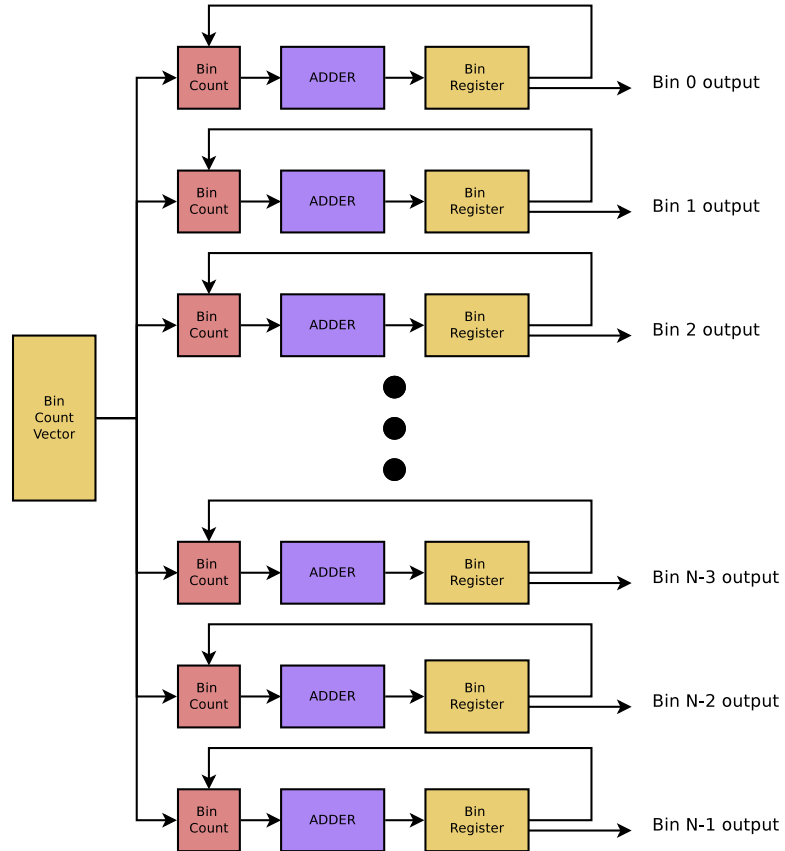 Bin
Count
ADDER
Bin
Register
Bin 0 output
Bin
Count
ADDER
Bin
Register
Bin 1 output
Bin
Count
ADDER
Bin
Register
Bin 2 output
Bin
Count
Vector
Bin
Count
ADDER
Bin
Register
Bin N-3 output
Bin
Count
ADDER
Bin
Register
Bin N-2 output
Bin
Count
ADDER
Bin
Register
Bin N-1 output